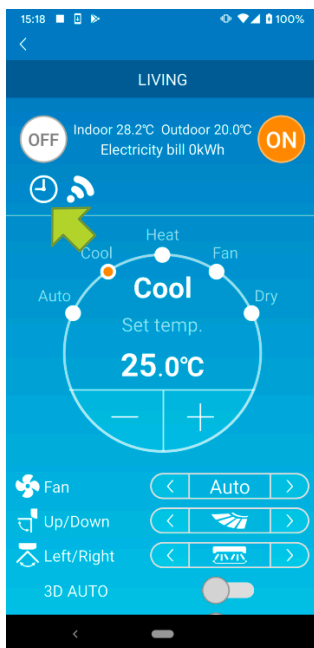 15:18 100%
LIVING
OFF Indoor 28.2℃ Outdoor 20.0℃ ON
Electricity bill 0kWh
Heat
Cool Fan
Auto Cool Dry
Set temp.
25.0℃
− +
Fan Auto
Up/Down
Left/Right
3D AUTO